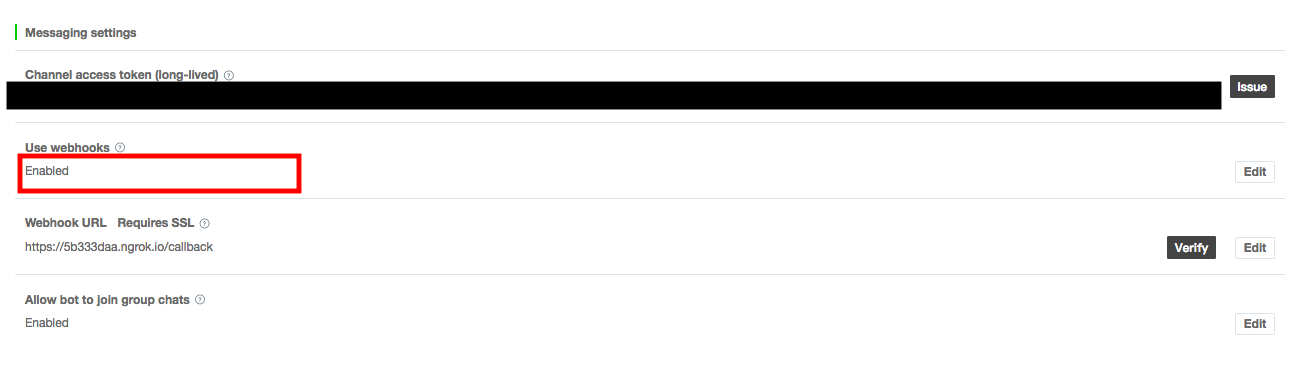 Messaging settings
Channel access token (long-lived) ?
Issue
Use webhooks ?
Enabled
Edit
Webhook URL Requires SSL ?
https://5b333daa.ngrok.io/callback
Verify Edit
Allow bot to join group chats ?
Enabled
Edit